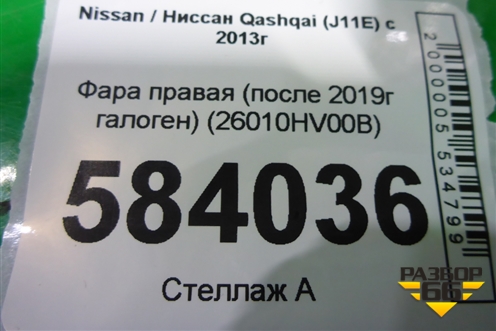 Nissan / Ниссан Qashqai (J11E) с
2013г
Фара правая (после 2019г
галоген) (26010HV00B)
584036
Стеллаж А
2000005534799
РАЗБОР
66